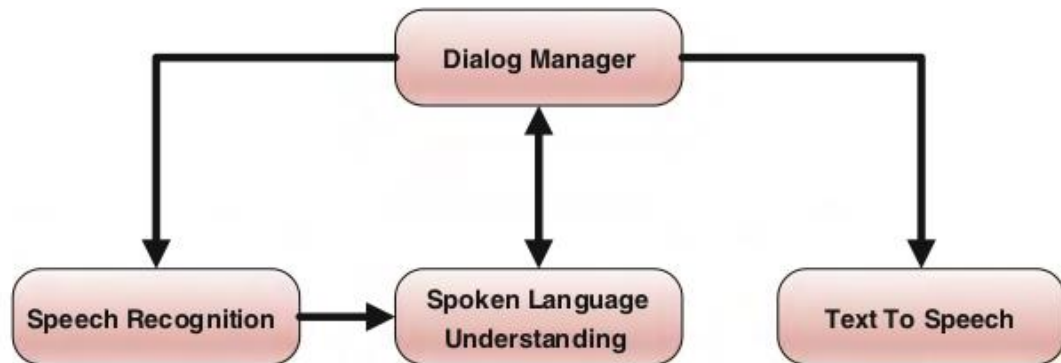 Dialog Manager
Speech Recognition
Spoken Language
Understanding
Text To Speech